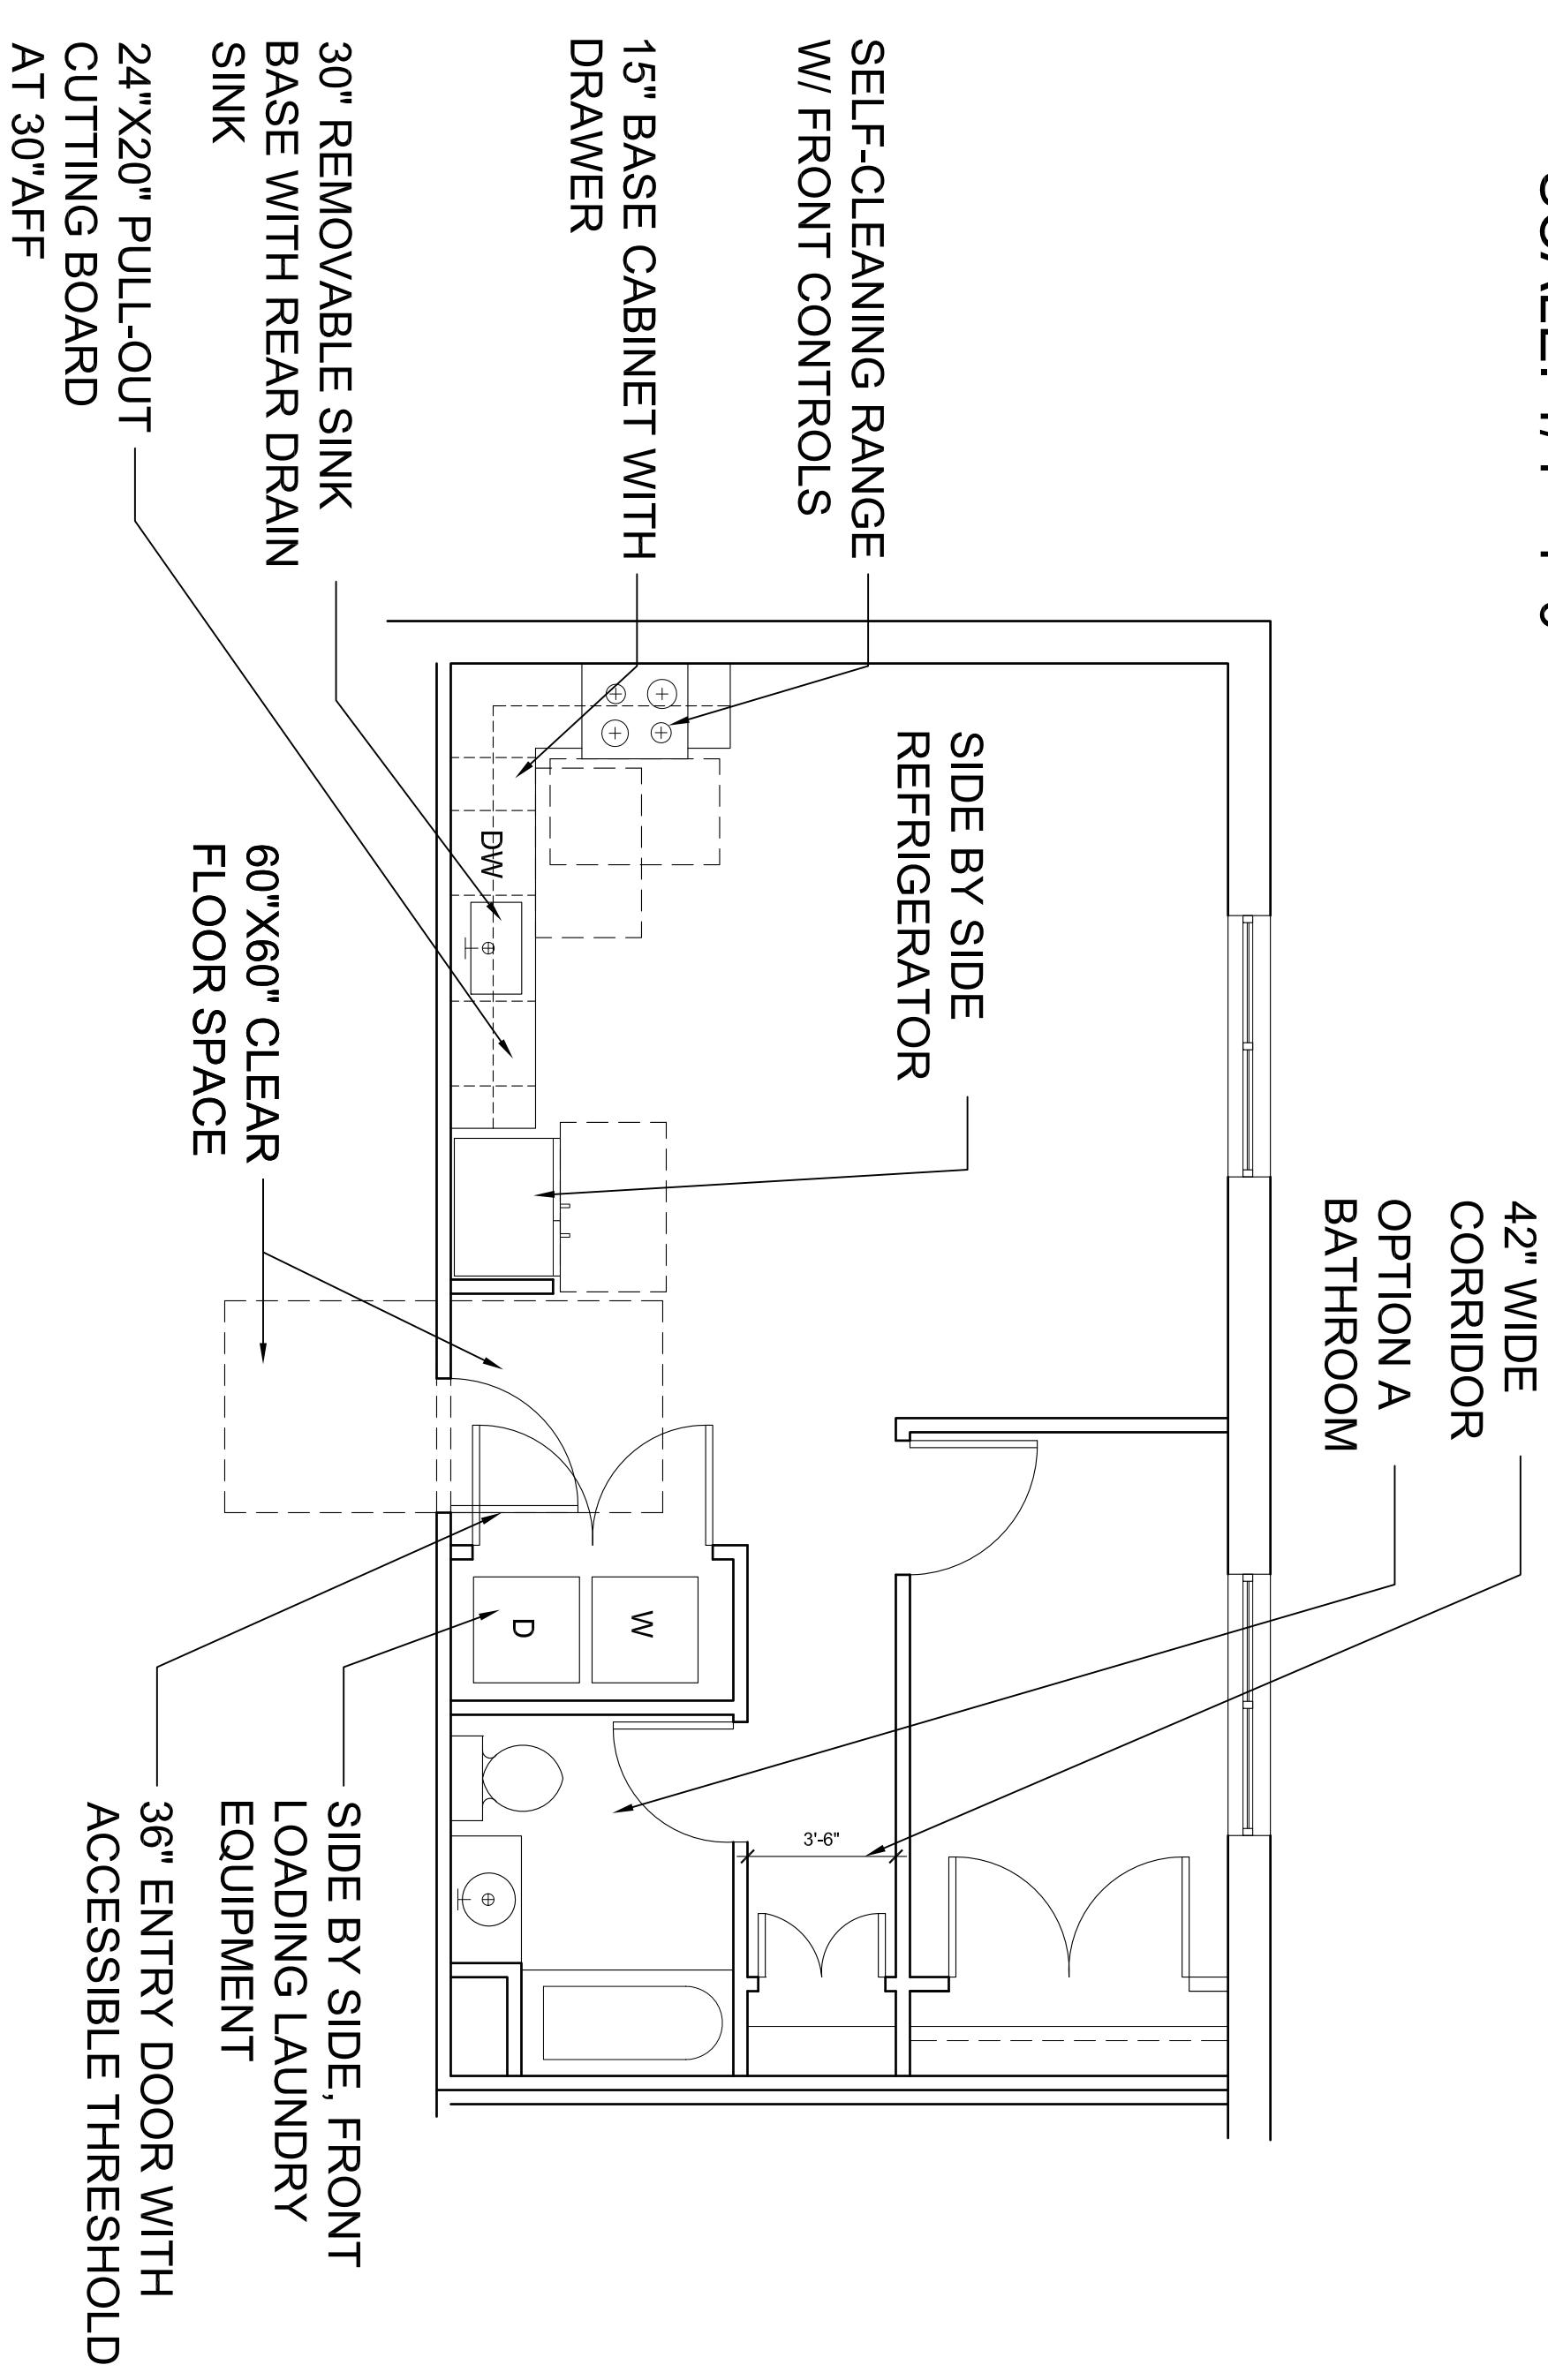 42" WIDE
CORRIDOR
OPTION A
BATHROOM
SIDE BY SIDE
REFRIGERATOR
SELF-CLEANING RANGE
W/ FRONT CONTROLS
3'-6"
15" BASE CABINET WITH
DRAWER
W
D
DW
30" REMOVABLE SINK
BASE WITH REAR DRAIN
SINK
SIDE BY SIDE, FRONT
LOADING LAUNDRY
EQUIPMENT
60"X60" CLEAR
FLOOR SPACE
36" ENTRY DOOR WITH
ACCESSIBLE THRESHOLD
24"X20" PULL-OUT
CUTTING BOARD
AT 30"AFF